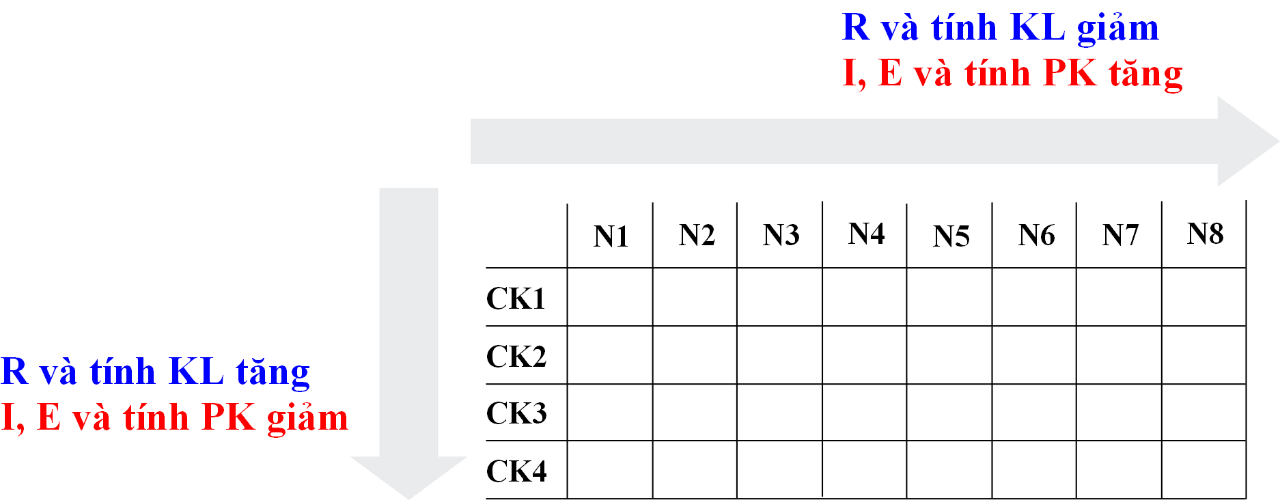 R và tính KL giảm
I, E và tính PK tăng
N1 N2 N3 N4 N5 N6 N7 N8
CK1
CK2
CK3
CK4
R và tính KL tăng
I, E và tính PK giảm